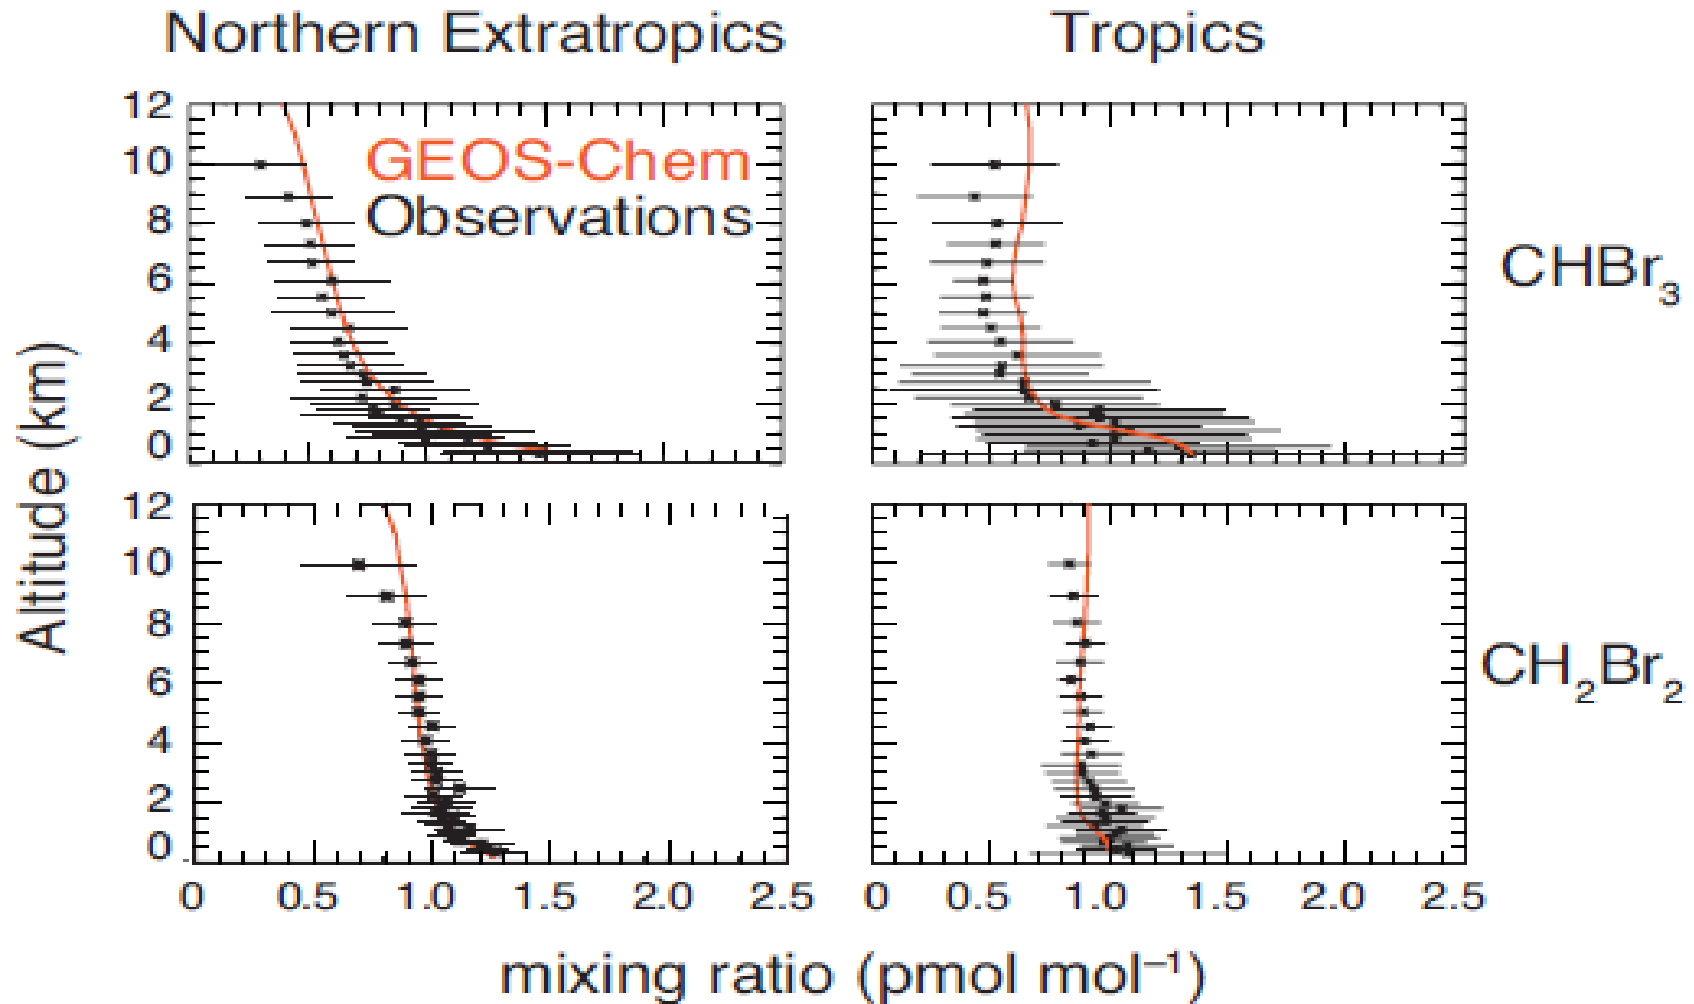 Northern Extratropics
Tropics
12
10
8
6
4
2
0
GEOS-Chem
Observations
CHBr₃
Altitude (km)
12
10
8
6
4
2
0
CH₂Br₂
0 0.5 1.0 1.5 2.0 2.5
0 0.5 1.0 1.5 2.0 2.5
mixing ratio (pmol mol⁻¹)